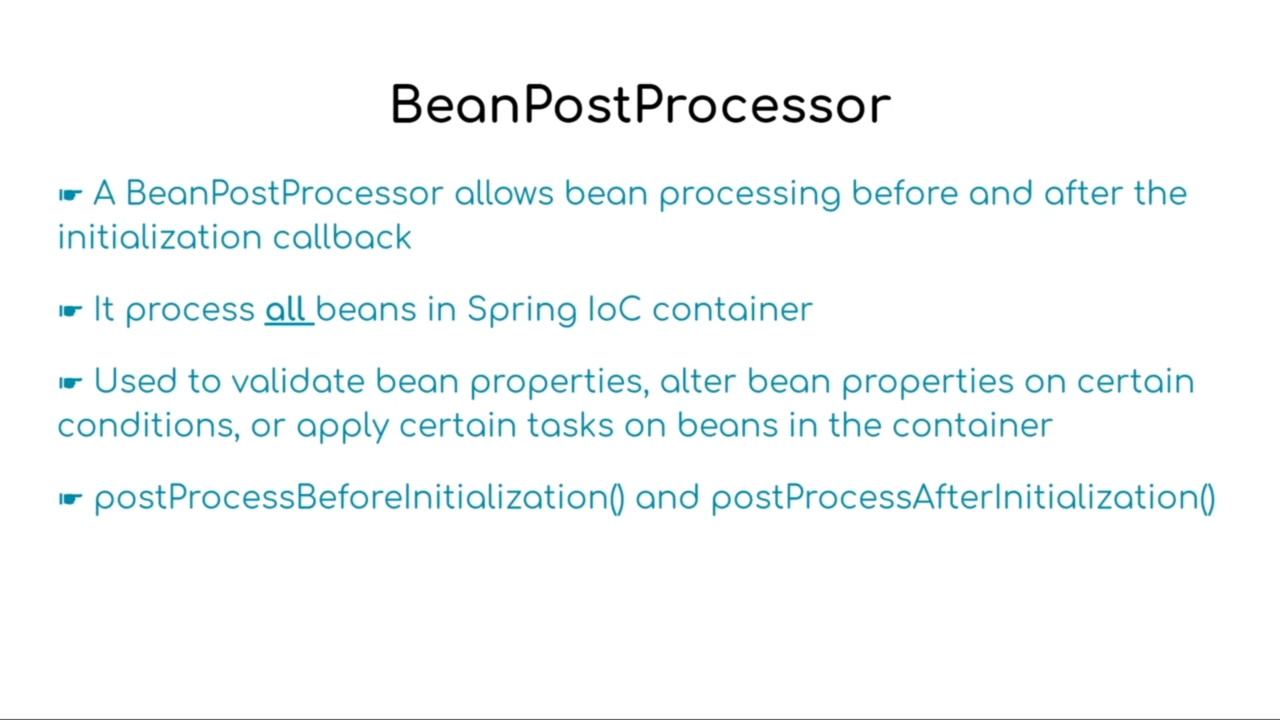 BeanPostProcessor
☛ A BeanPostProcessor allows bean processing before and after the
initialization callback
☛ It process all beans in Spring IoC container
☛ Used to validate bean properties, alter bean properties on certain
conditions, or apply certain tasks on beans in the container
☛ postProcessBeforeInitialization() and postProcessAfterInitialization()